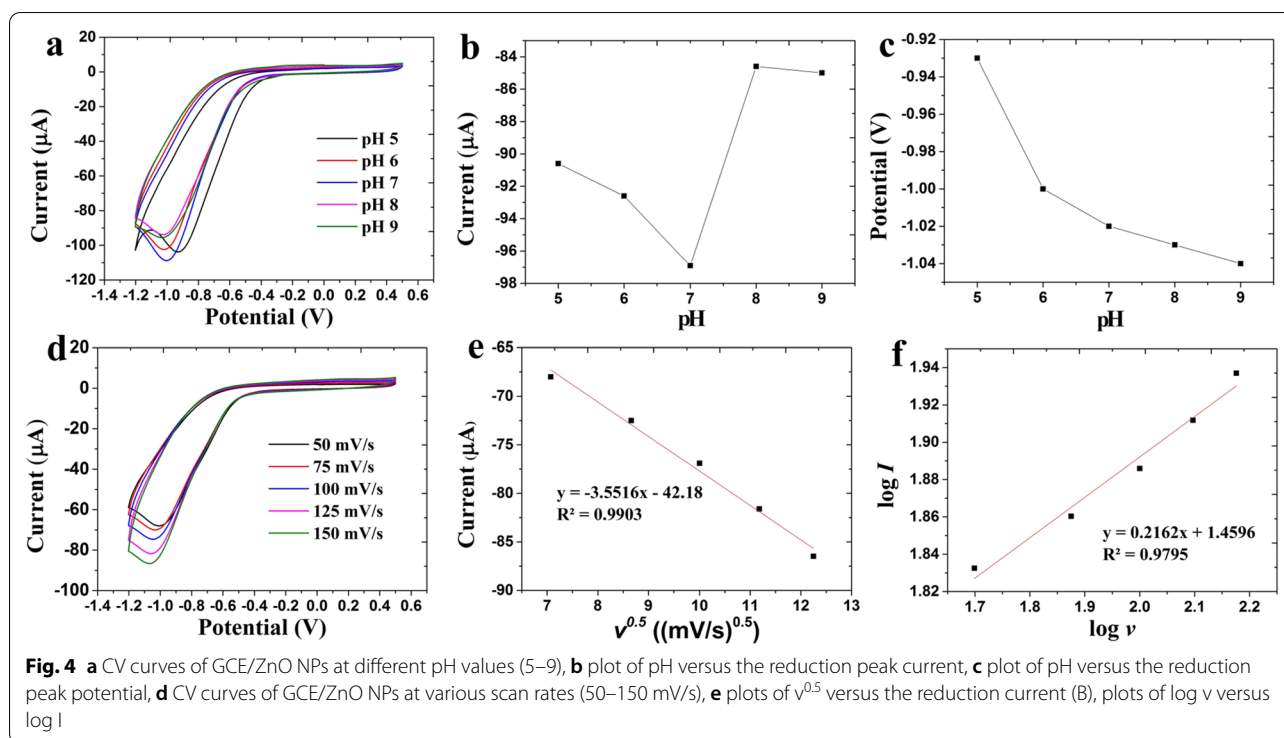 a
20
0
-20
-40
-60
-80
-100
-120
Current (µA)
pH 5
pH 6
pH 7
pH 8
pH 9
-1.4 -1.2 -1.0 -0.8 -0.6 -0.4 -0.2 0.0 0.2 0.4 0.6
Potential (V)
b
-84
-86
-88
-90
-92
-94
-96
-98
Current (µA)
5 6 7 8 9
pH
c
-0.92
-0.94
-0.96
-0.98
-1.00
-1.02
-1.04
Potential (V)
5 6 7 8 9
pH
d
20
0
-20
-40
-60
-80
-100
Current (µA)
50 mV/s
75 mV/s
100 mV/s
125 mV/s
150 mV/s
-1.4 -1.2 -1.0 -0.8 -0.6 -0.4 -0.2 0.0 0.2 0.4 0.6
Potential (V)
e
-65
-70
-75
-80
-85
-90
Current (µA)
y = -3.5516x - 42.18
R² = 0.9903
7 8 9 10 11 12 13
v^0.5 ((mV/s)^0.5)
f
1.94
1.92
1.90
1.88
1.86
1.84
1.82
log I
y = 0.2162x + 1.4596
R² = 0.9795
1.7 1.8 1.9 2.0 2.1 2.2
log v
Fig. 4 a CV curves of GCE/ZnO NPs at different pH values (5–9), b plot of pH versus the reduction peak current, c plot of pH versus the reduction
peak potential, d CV curves of GCE/ZnO NPs at various scan rates (50–150 mV/s), e plots of v^0.5 versus the reduction current (B), plots of log v versus
log I